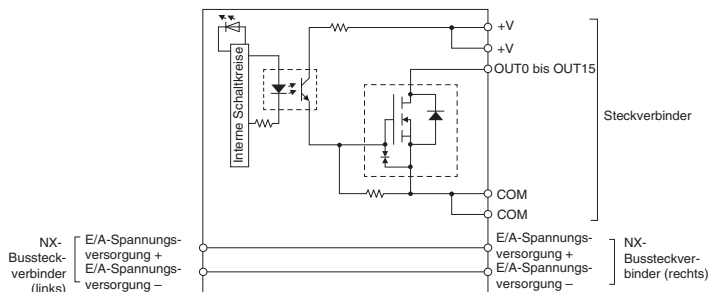 +V
+V
OUT0 bis OUT15
Interne Schaltkreise
Steckverbinder
COM
COM
NX-
Bussteck-
verbinder
(links)
E/A-Spannungs-
versorgung +
E/A-Spannungs-
versorgung –
E/A-Spannungs-
versorgung +
E/A-Spannungs-
versorgung –
NX-
Bussteckver-
binder (rechts)